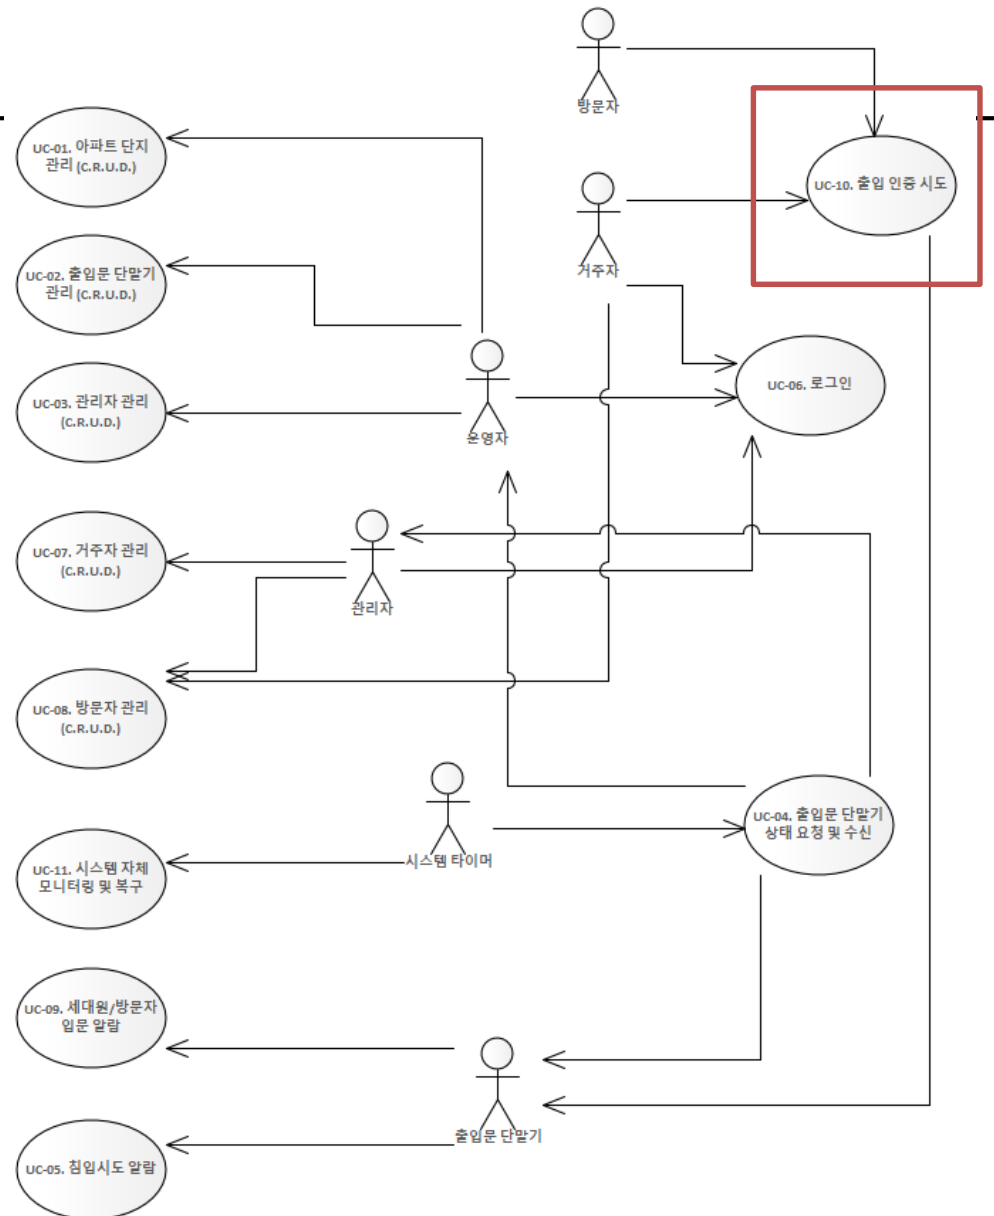 방문자
UC-01. 아파트 단지
관리 (C.R.U.D.)
UC-10. 출입 인증 시도
거주자
UC-02. 출입문 단말기
관리 (C.R.U.D.)
UC-03. 관리자 관리
(C.R.U.D.)
운영자
UC-06. 로그인
UC-07. 거주자 관리
(C.R.U.D.)
관리자
UC-08. 방문자 관리
(C.R.U.D.)
시스템 타이머
UC-04. 출입문 단말기
상태 요청 및 수신
UC-11. 시스템 자체
모니터링 및 복구
UC-09. 세대원/방문자
입문 알람
출입문 단말기
UC-05. 침입시도 알람